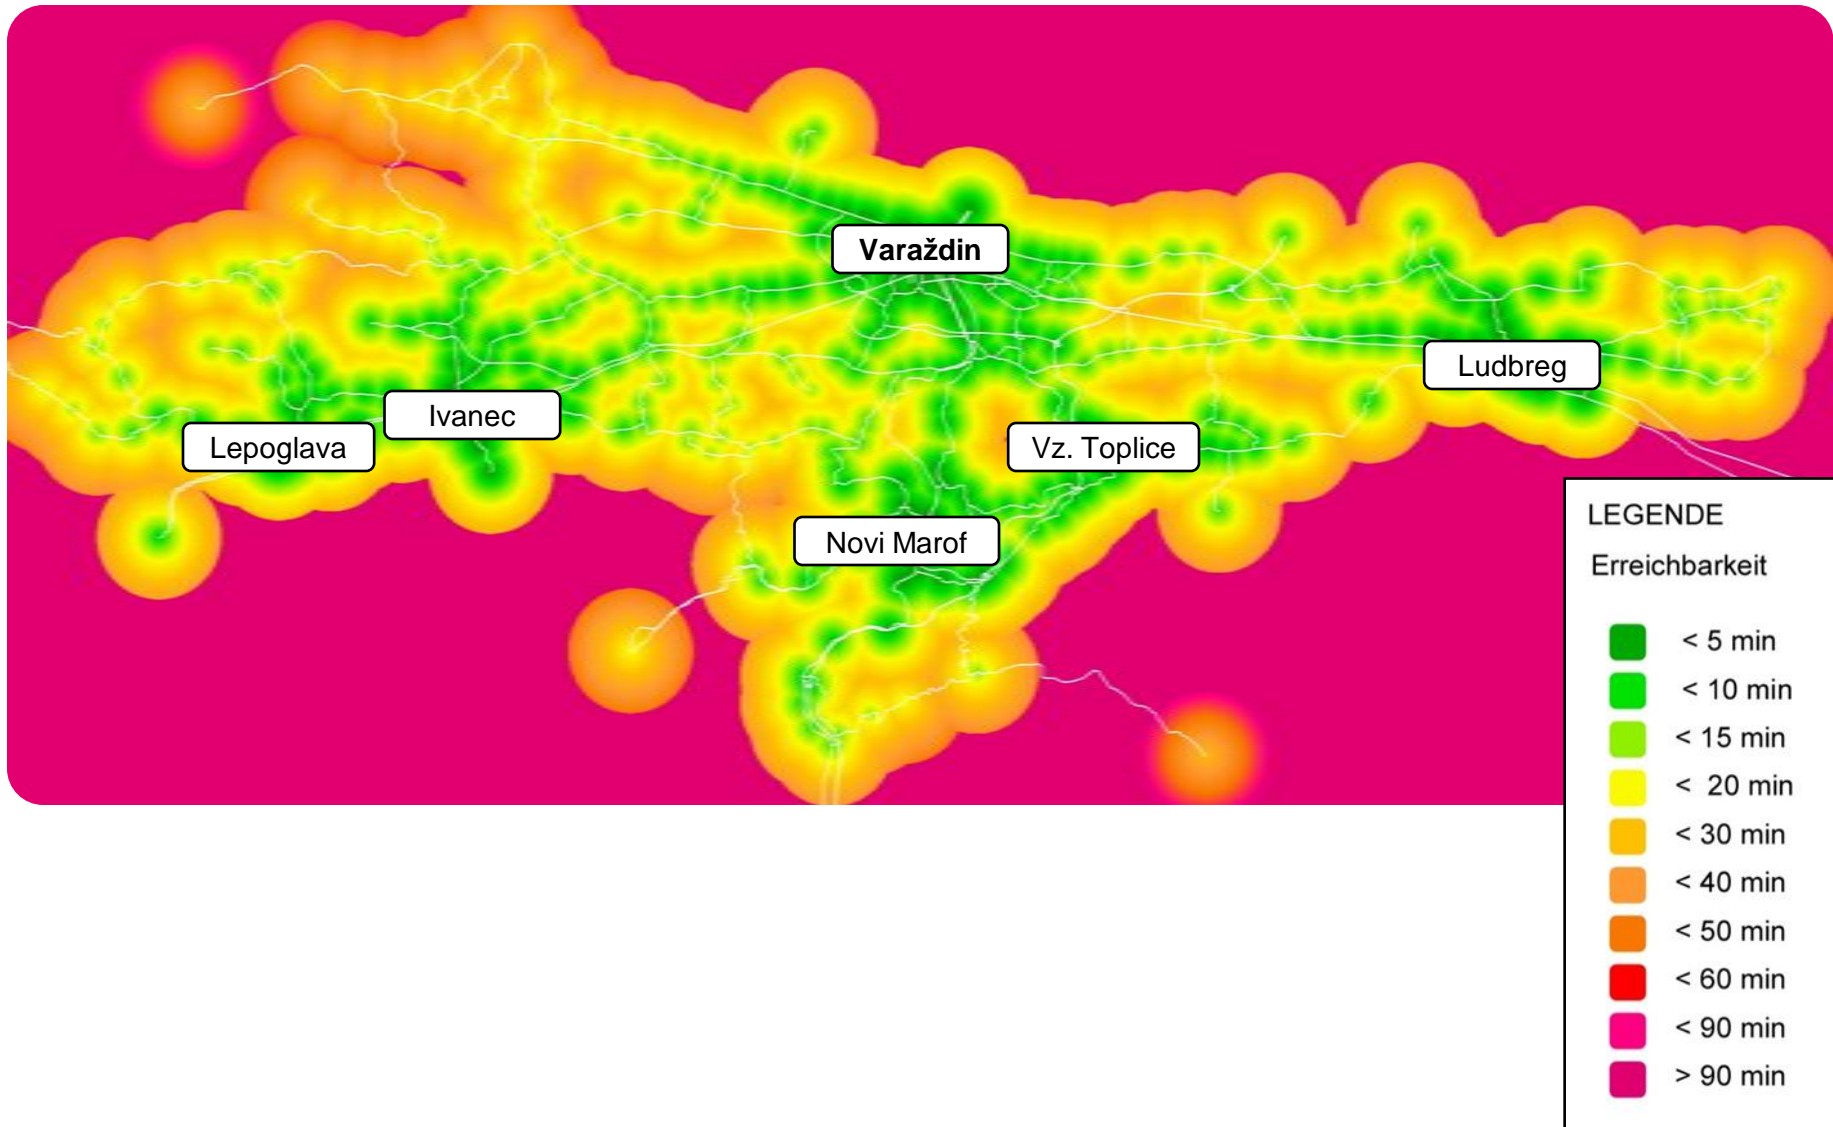 Varaždin
Ludbreg
Ivanec
Lepoglava
Vz. Toplice
Novi Marof
LEGENDE
Erreichbarkeit
< 5 min
< 10 min
< 15 min
< 20 min
< 30 min
< 40 min
< 50 min
< 60 min
< 90 min
> 90 min